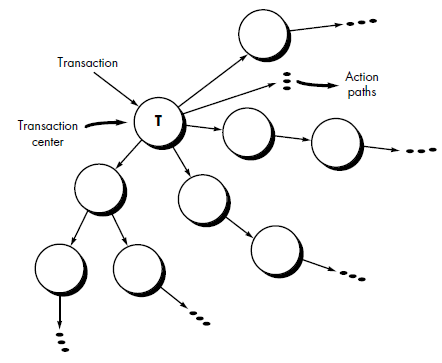 Transaction
Action
paths
T
Transaction
center